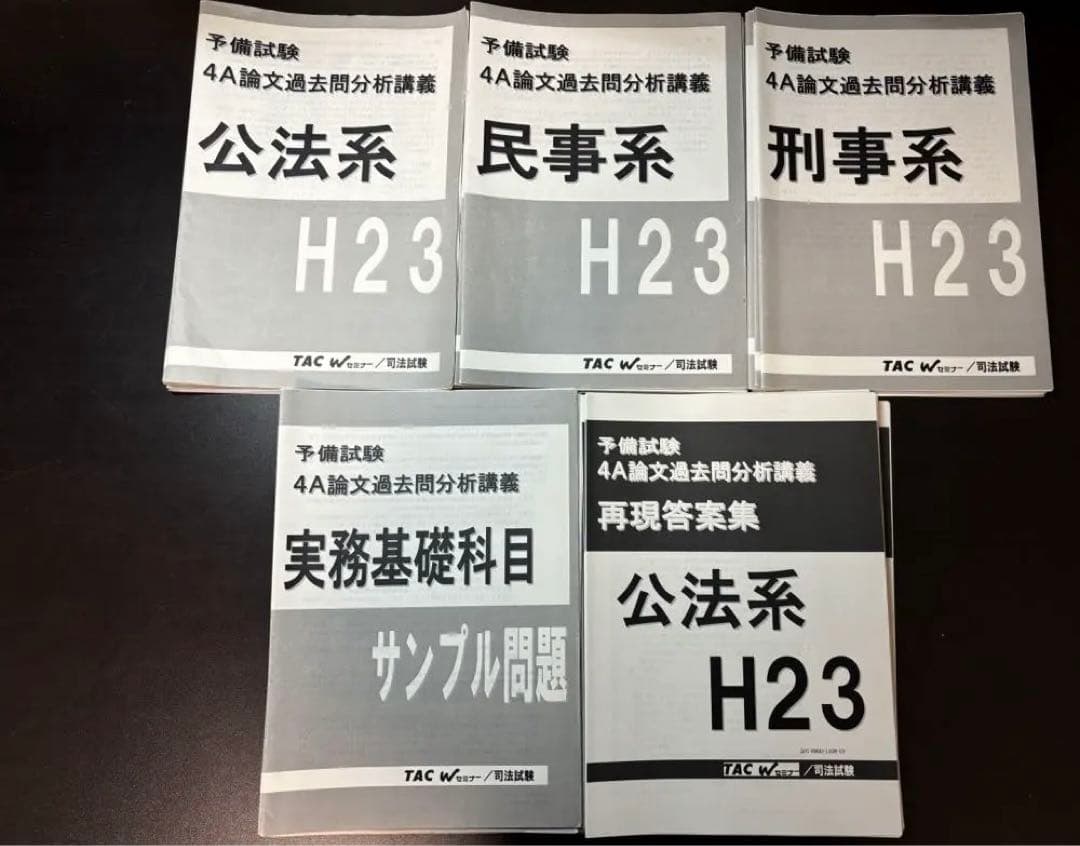 予備試験
4A論文過去問分析講義
公法系
H23
TAC Wセミナー/司法試験
予備試験
4A論文過去問分析講義
民事系
H23
TAC Wセミナー/司法試験
予備試験
4A論文過去問分析講義
刑事系
H23
TAC Wセミナー/司法試験
予備試験
4A論文過去問分析講義
実務基礎科目
サンプル問題
TAC Wセミナー/司法試験
予備試験
4A論文過去問分析講義
再現答案集
公法系
H23
TAC Wセミナー/司法試験